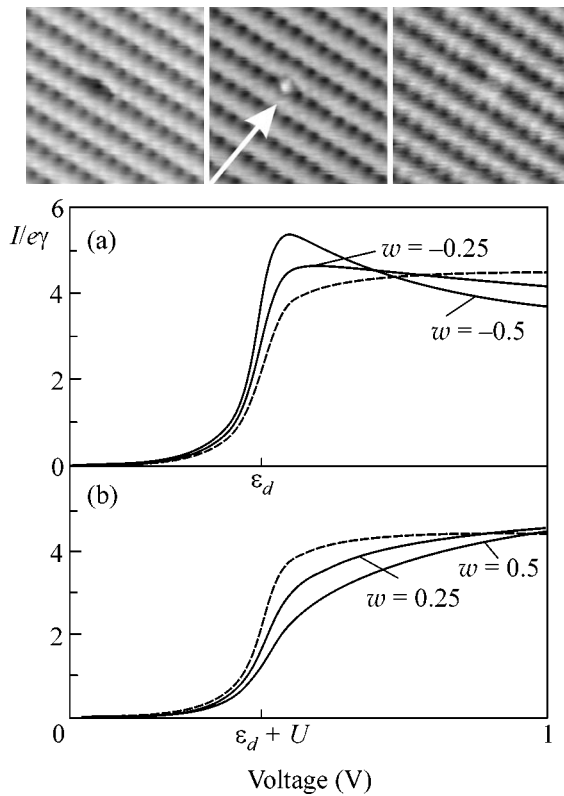 6
I/eγ
(a)
w = –0.25
4
w = –0.5
2
0
ε_d
(b)
4
w = 0.5
w = 0.25
2
0
ε_d + U
1
Voltage (V)